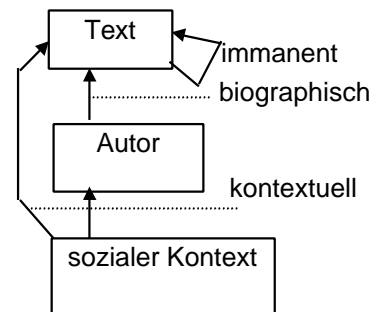 Text
immanent
biographisch
Autor
kontextuell
sozialer Kontext